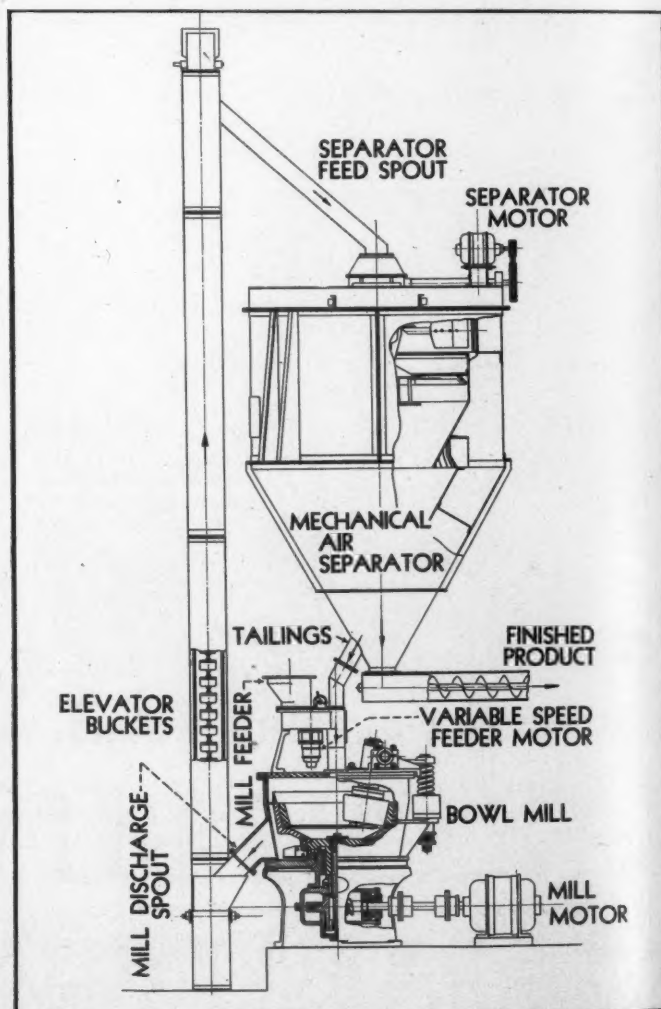 SEPARATOR
FEED SPOUT
SEPARATOR
MOTOR
MECHANICAL
AIR
SEPARATOR
TAILINGS
FINISHED
PRODUCT
ELEVATOR
BUCKETS
MILL FEEDER
VARIABLE SPEED
FEEDER MOTOR
BOWL MILL
MILL DISCHARGE
SPOUT
MILL
MOTOR